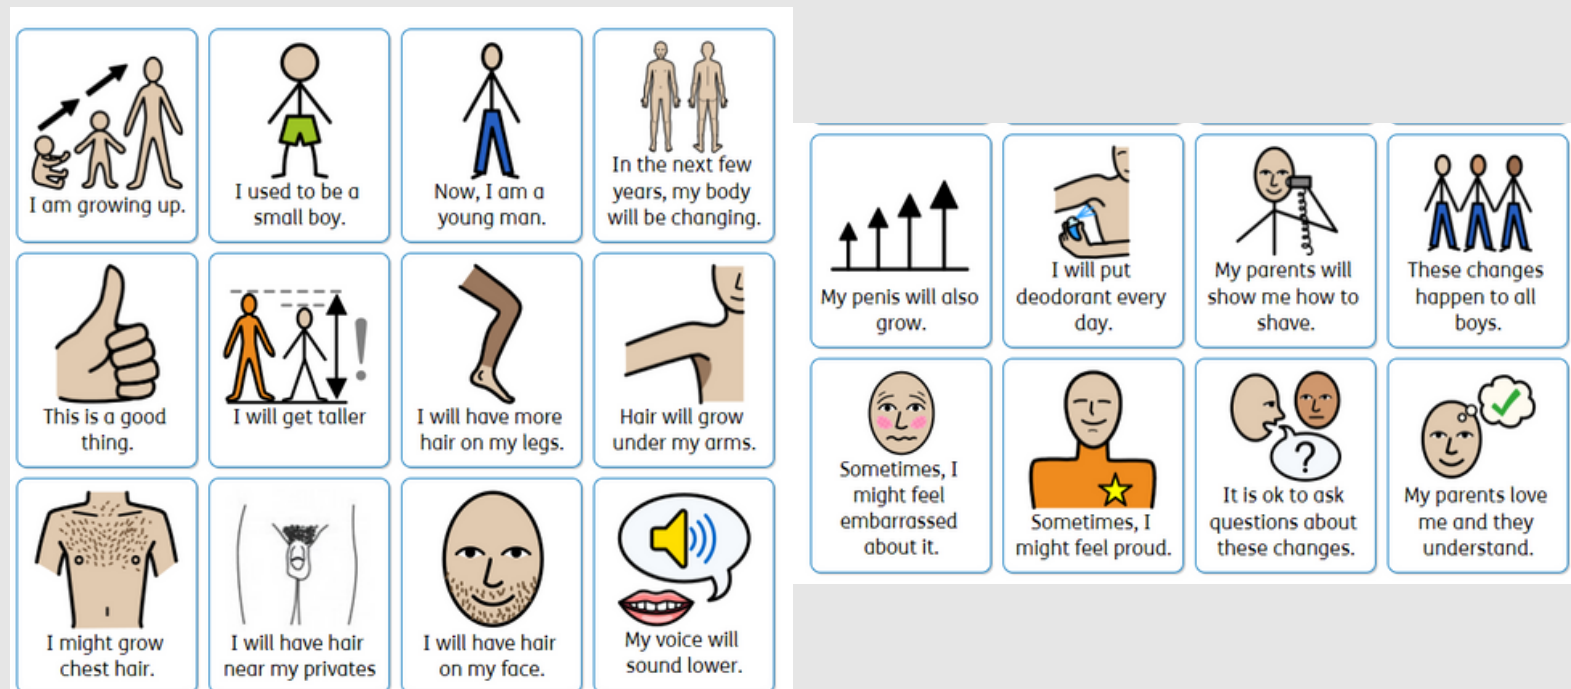 I am growing up.
I used to be a
small boy.
Now, I am a
young man.
In the next few
years, my body
will be changing.
This is a good
thing.
I will get taller
I will have more
hair on my legs.
Hair will grow
under my arms.
I might grow
chest hair.
I will have hair
near my privates
I will have hair
on my face.
My voice will
sound lower.
My penis will also
grow.
I will put
deodorant every
day.
My parents will
show me how to
shave.
These changes
happen to all
boys.
Sometimes, I
might feel
embarrassed
about it.
Sometimes, I
might feel proud.
?
It is ok to ask
questions about
these changes.
My parents love
me and they
understand.